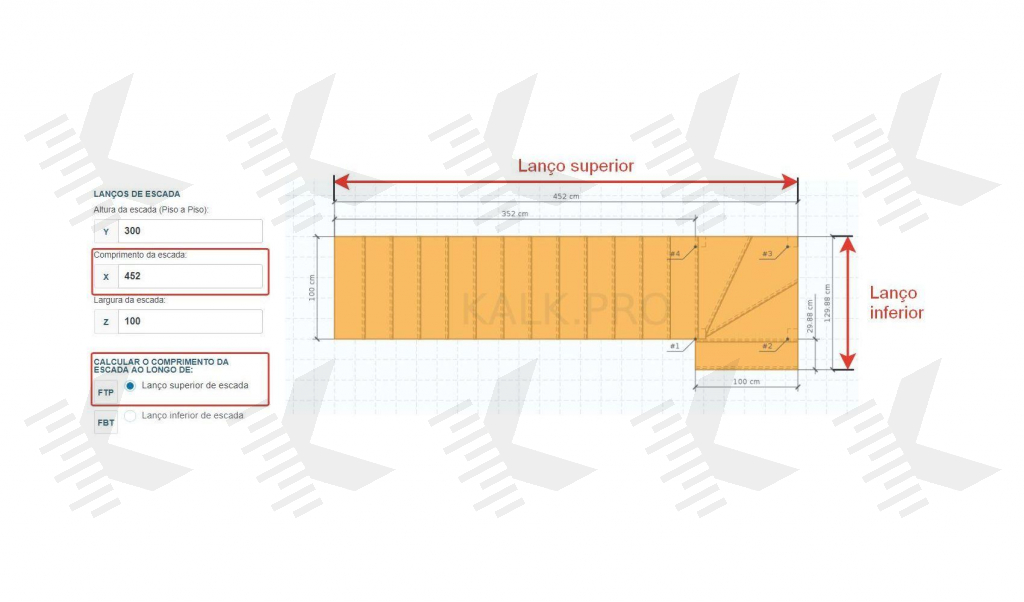 LANÇOS DE ESCADA
Altura da escada (Piso a Piso):
Y 300
Comprimento da escada:
X 452
Largura da escada:
Z 100
CALCULAR O COMPRIMENTO DA
ESCADA AO LONGO DE:
FTP Lanço superior de escada
FBT Lanço inferior de escada
Lanço superior
452 cm
352 cm
100 cm
#4
#3
#1
#2
KALK.PRO
29.88 cm
129.88 cm
100 cm
Lanço
inferior